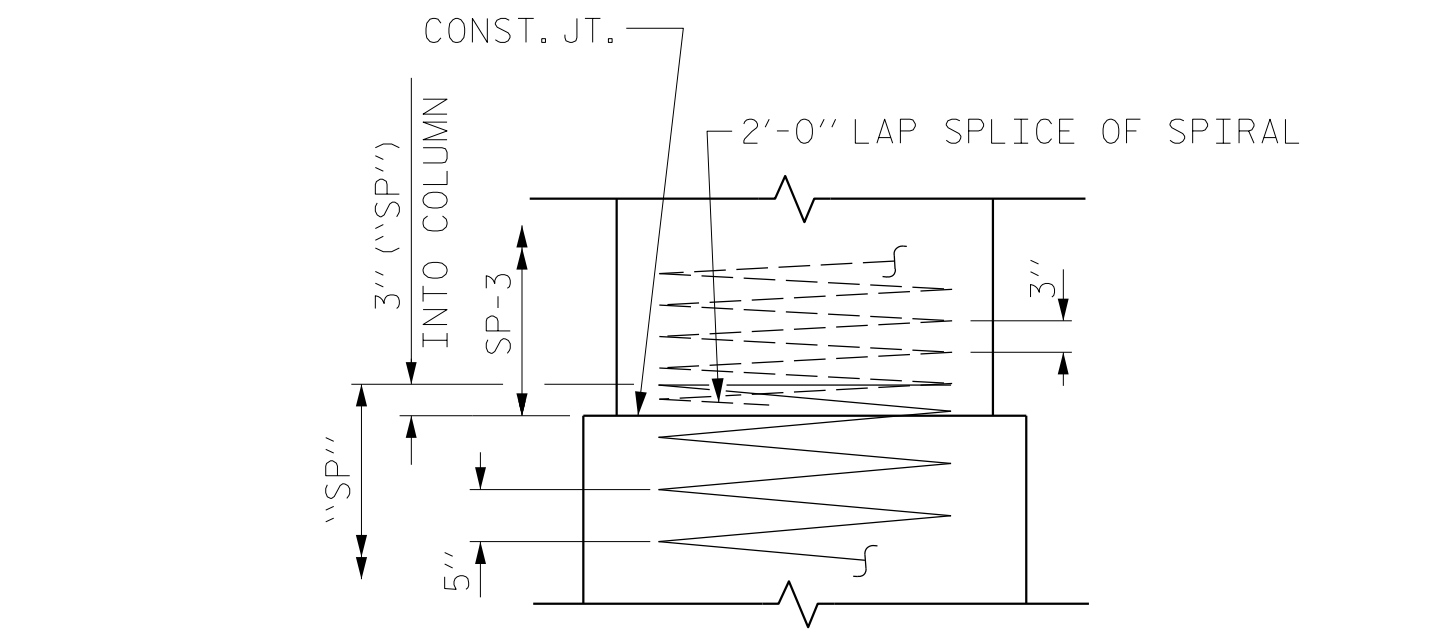 CONST. JT.
2'-0" LAP SPLICE OF SPIRAL
3'' (``SP'')
INTO COLUMN
SP-3
3''
``SP''
5''